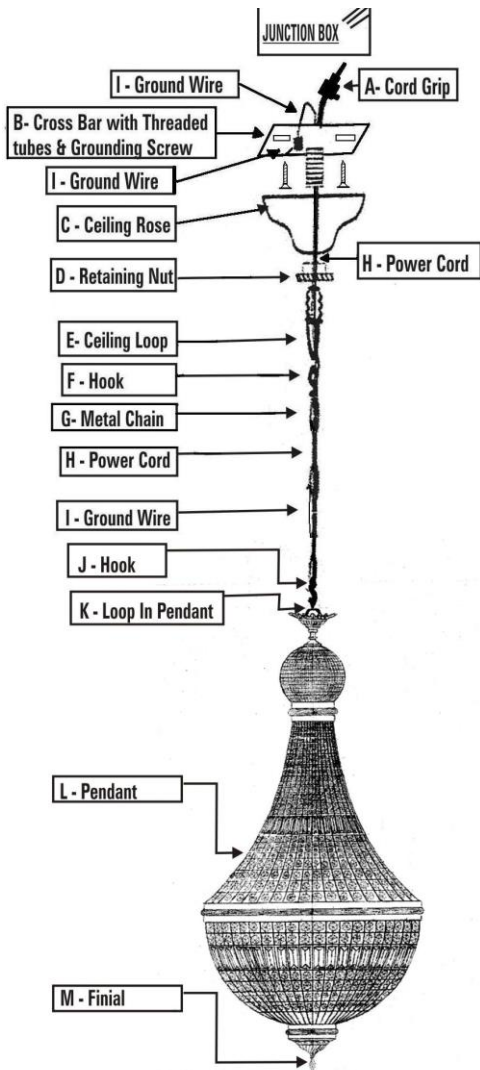 JUNCTION BOX
I - Ground Wire
A- Cord Grip
B- Cross Bar with Threaded
tubes & Grounding Screw
I - Ground Wire
C - Ceiling Rose
H - Power Cord
D - Retaining Nut
E- Ceiling Loop
F - Hook
G- Metal Chain
H - Power Cord
I - Ground Wire
J - Hook
K - Loop In Pendant
L - Pendant
M - Finial